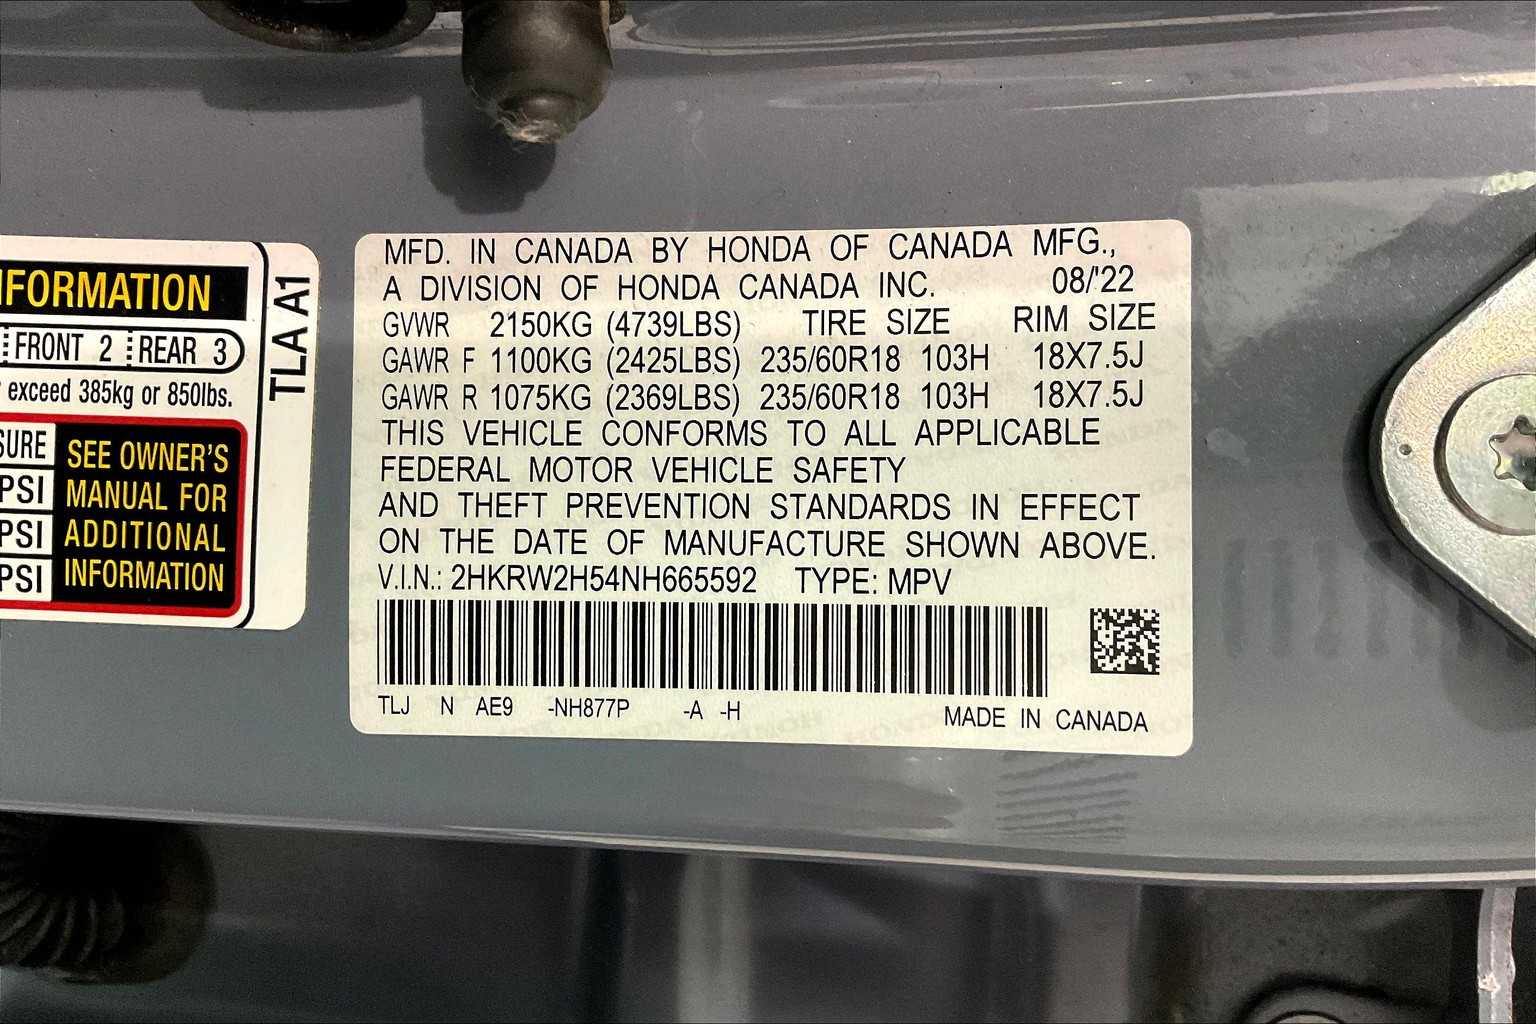 NFORMATION
FRONT 2 REAR 3
exceed 385kg or 850lbs.
SURE
PSI
PSI
PSI
SEE OWNER'S
MANUAL FOR
ADDITIONAL
INFORMATION
TLA A1
MFD. IN CANADA BY HONDA OF CANADA MFG.,
A DIVISION OF HONDA CANADA INC. 08/'22
GVWR 2150KG (4739LBS) TIRE SIZE RIM SIZE
GAWR F 1100KG (2425LBS) 235/60R18 103H 18X7.5J
GAWR R 1075KG (2369LBS) 235/60R18 103H 18X7.5J
THIS VEHICLE CONFORMS TO ALL APPLICABLE
FEDERAL MOTOR VEHICLE SAFETY
AND THEFT PREVENTION STANDARDS IN EFFECT
ON THE DATE OF MANUFACTURE SHOWN ABOVE.
V.I.N.: 2HKRW2H54NH665592 TYPE: MPV
TLJ N AE9 -NH877P -A -H MADE IN CANADA